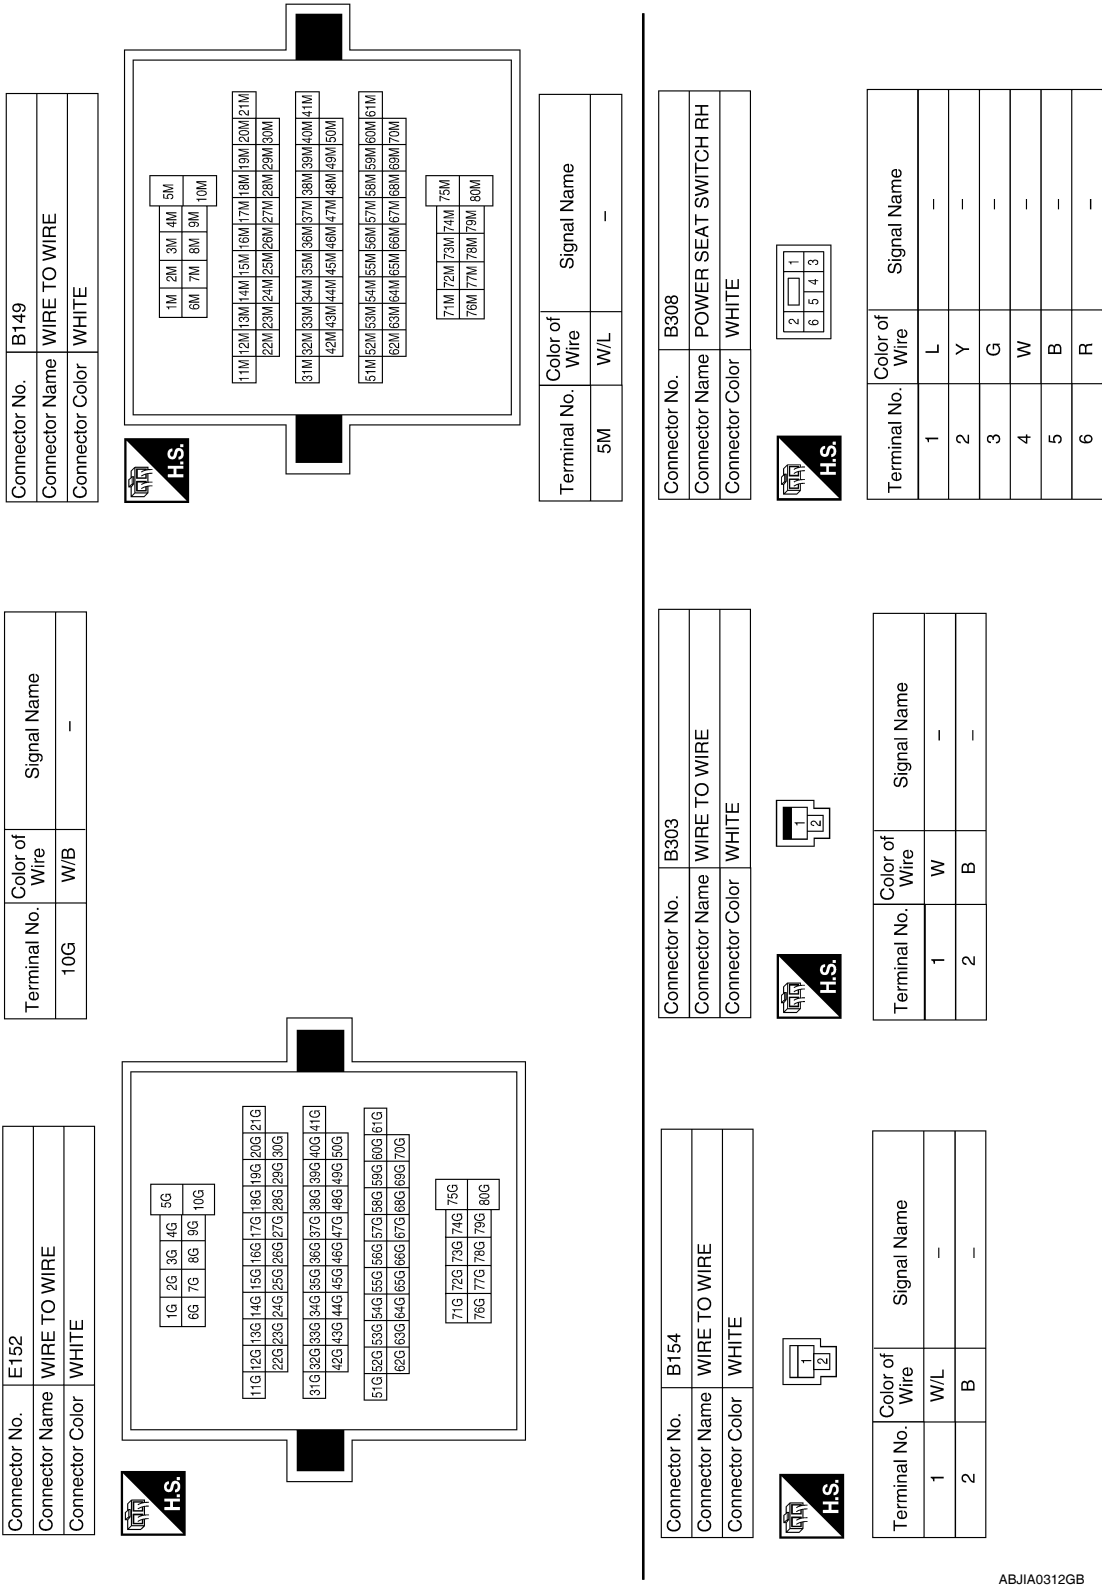 Connector No. E152
Connector Name WIRE TO WIRE
Connector Color WHITE
H.S.
1G 2G 3G 4G 5G
6G 7G 8G 9G 10G
11G 12G 13G 14G 15G 16G 17G 18G 19G 20G 21G
22G 23G 24G 25G 26G 27G 28G 29G 30G
31G 32G 33G 34G 35G 36G 37G 38G 39G 40G 41G
42G 43G 44G 45G 46G 47G 48G 49G 50G
51G 52G 53G 54G 55G 56G 57G 58G 59G 60G 61G
62G 63G 64G 65G 66G 67G 68G 69G 70G
71G 72G 73G 74G 75G
76G 77G 78G 79G 80G
Terminal No. Color of Wire Signal Name
10G W/B –
Connector No. B149
Connector Name WIRE TO WIRE
Connector Color WHITE
H.S.
1M 2M 3M 4M 5M
6M 7M 8M 9M 10M
11M 12M 13M 14M 15M 16M 17M 18M 19M 20M 21M
22M 23M 24M 25M 26M 27M 28M 29M 30M
31M 32M 33M 34M 35M 36M 37M 38M 39M 40M 41M
42M 43M 44M 45M 46M 47M 48M 49M 50M
51M 52M 53M 54M 55M 56M 57M 58M 59M 60M 61M
62M 63M 64M 65M 66M 67M 68M 69M 70M
71M 72M 73M 74M 75M
76M 77M 78M 79M 80M
Terminal No. Color of Wire Signal Name
5M W/L –
Connector No. B154
Connector Name WIRE TO WIRE
Connector Color WHITE
H.S.
1
2
Terminal No. Color of Wire Signal Name
1 W/L –
2 B –
Connector No. B303
Connector Name WIRE TO WIRE
Connector Color WHITE
H.S.
1
2
Terminal No. Color of Wire Signal Name
1 W –
2 B –
Connector No. B308
Connector Name POWER SEAT SWITCH RH
Connector Color WHITE
H.S.
2 1
6 5 4 3
Terminal No. Color of Wire Signal Name
1 L –
2 Y –
3 G –
4 W –
5 B –
6 R –
ABJIA0312GB